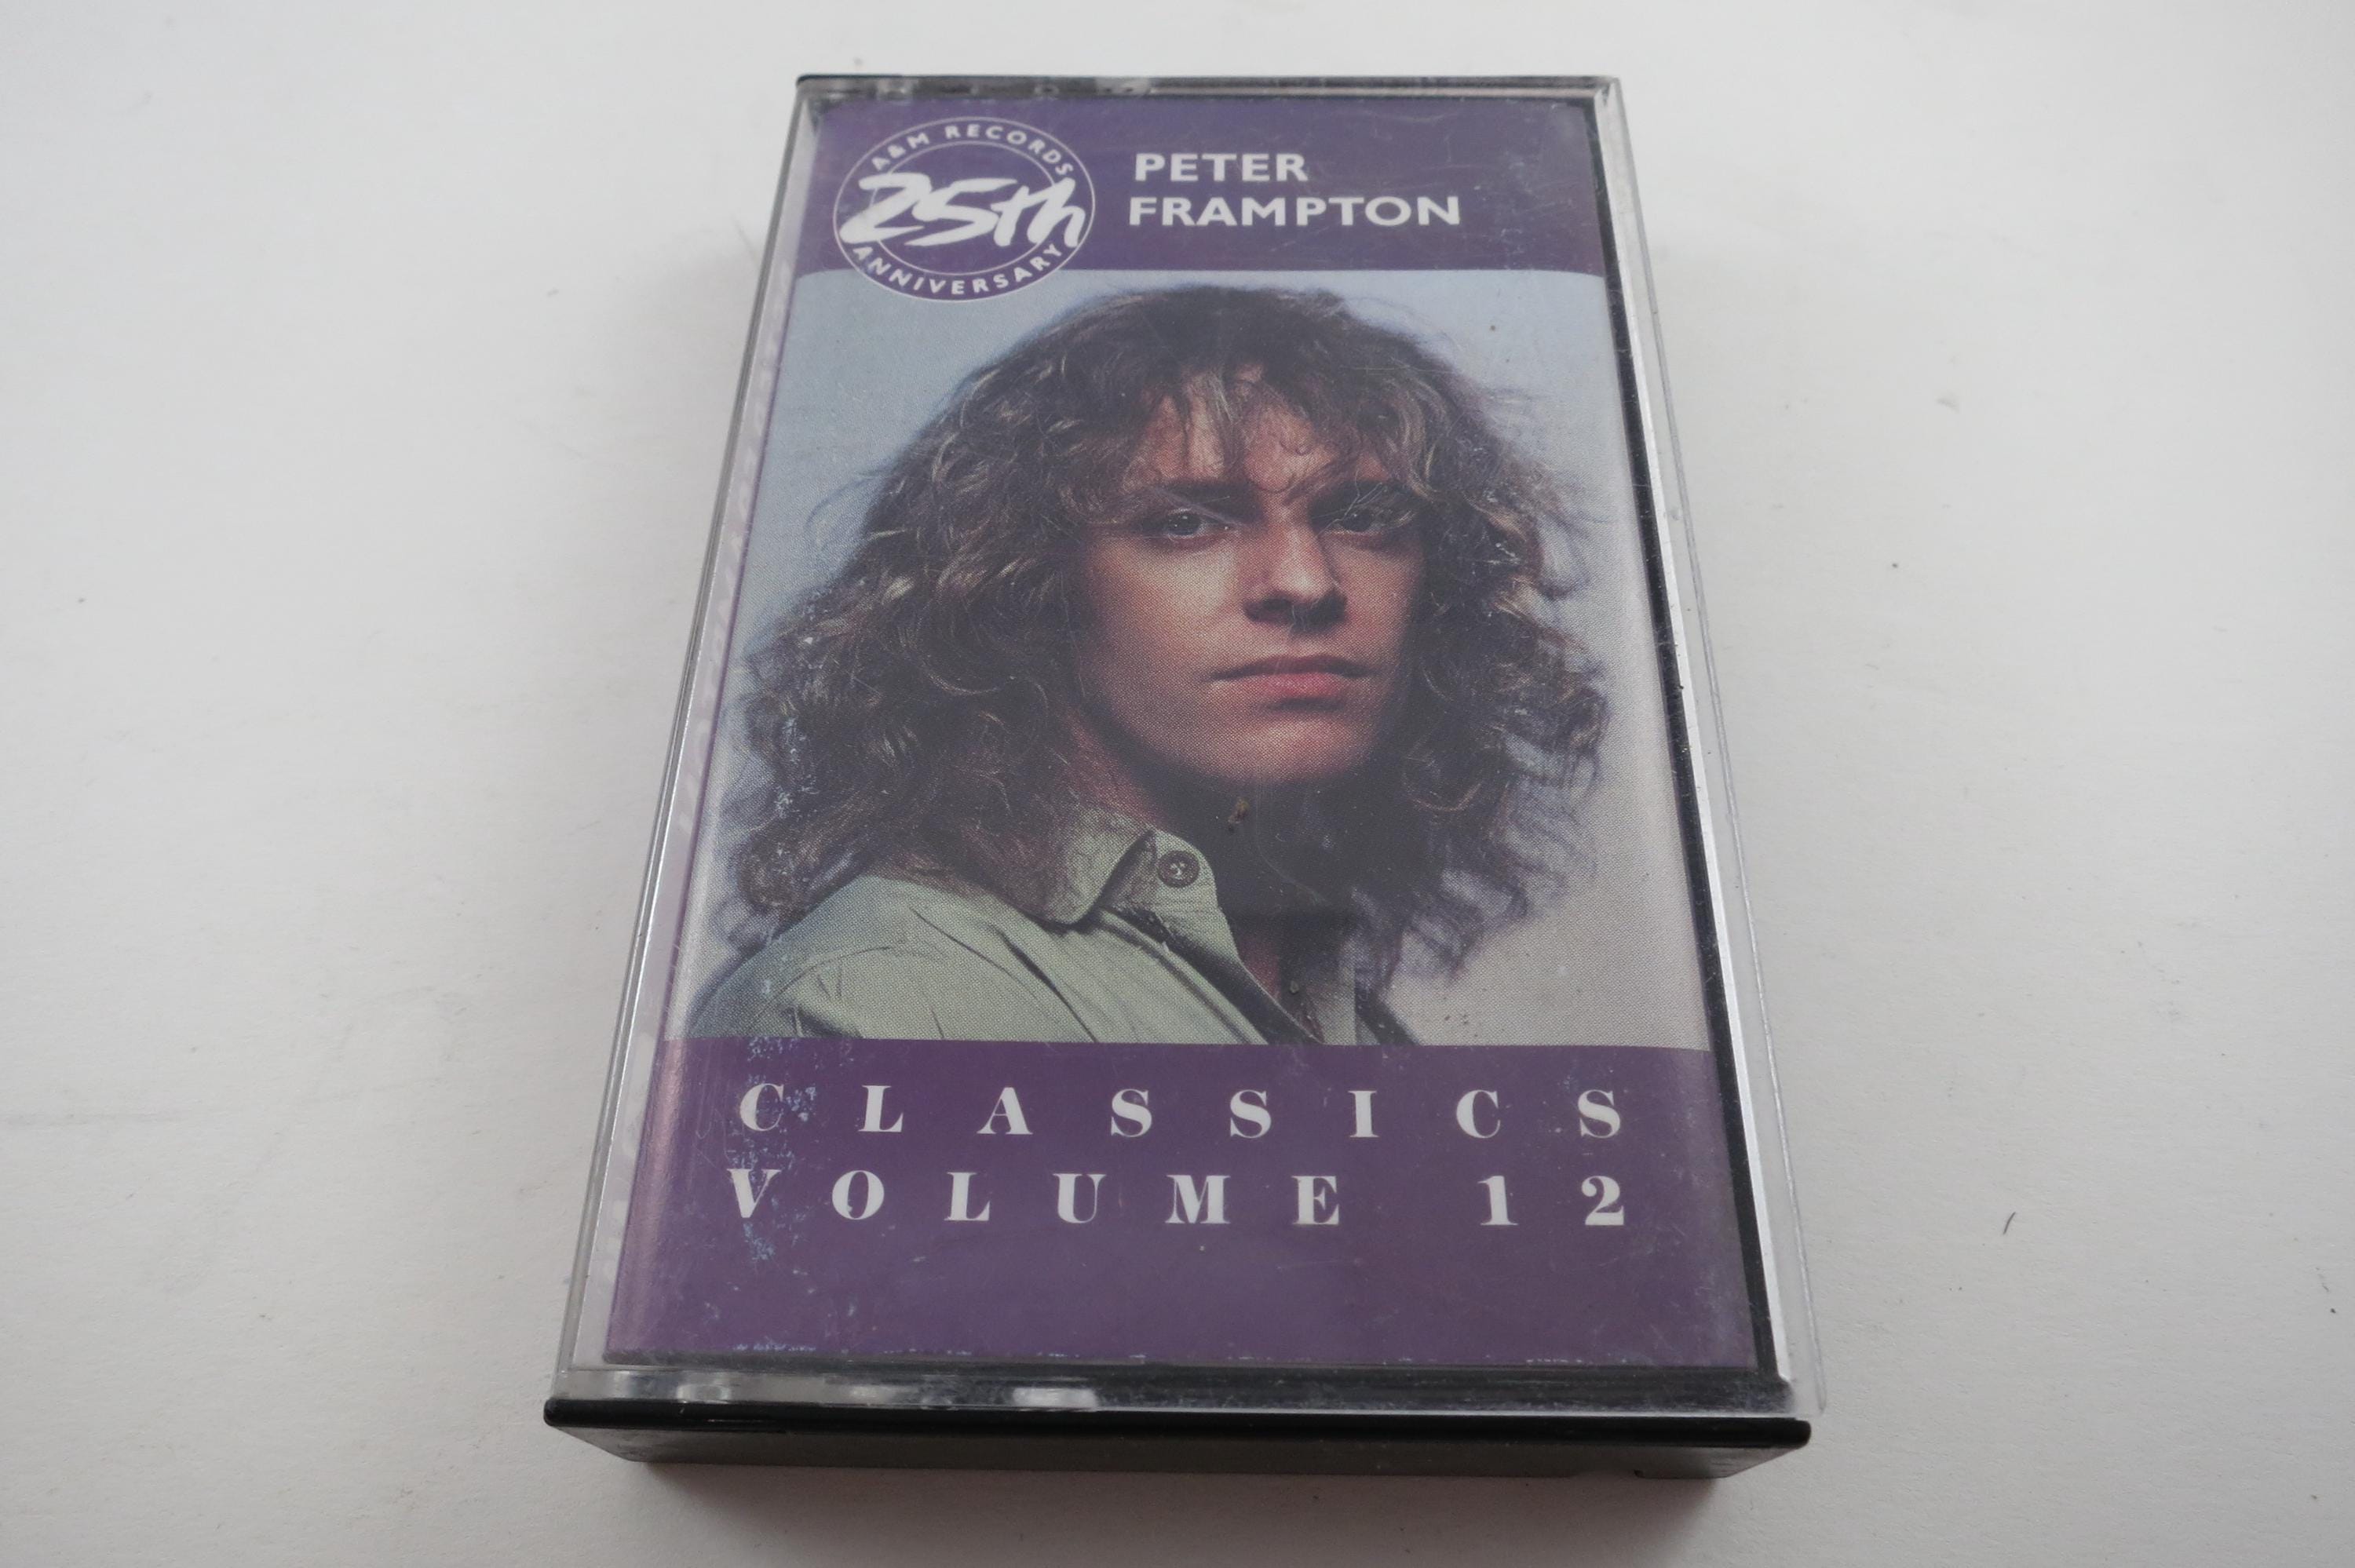 A&M RECORDS
25th
ANNIVERSARY
PETER
FRAMPTON
CLASSICS
VOLUME 12